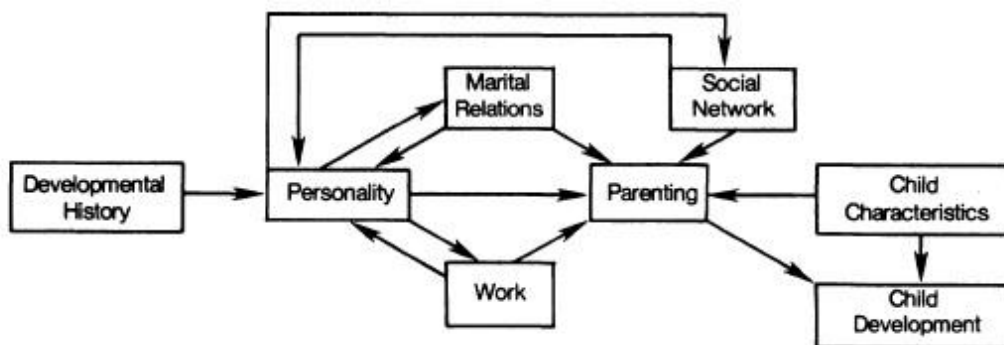 Marital
Relations
Social
Network
Developmental
History
Personality
Parenting
Child
Characteristics
Work
Child
Development